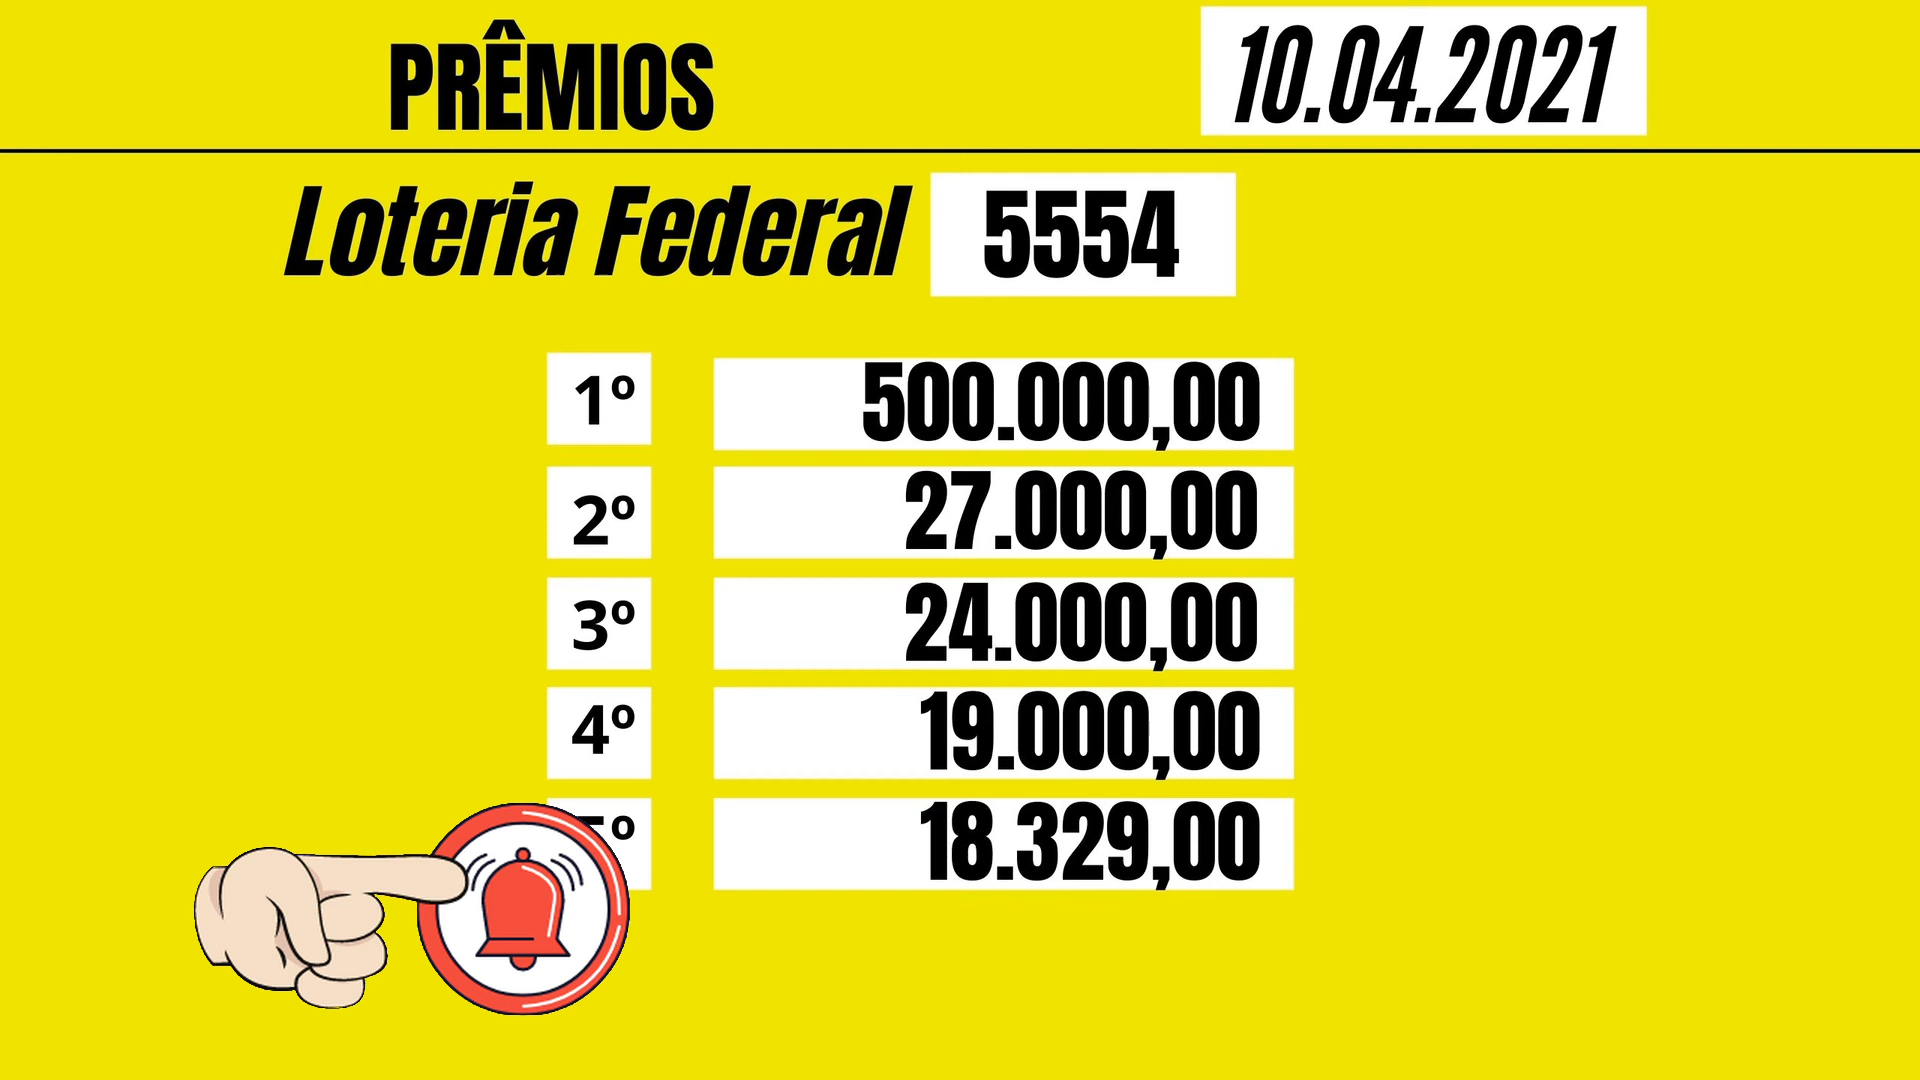 PRÊMIOS 10.04.2021
Loteria Federal 5554
1º 500.000,00
2º 27.000,00
3º 24.000,00
4º 19.000,00
18.329,00